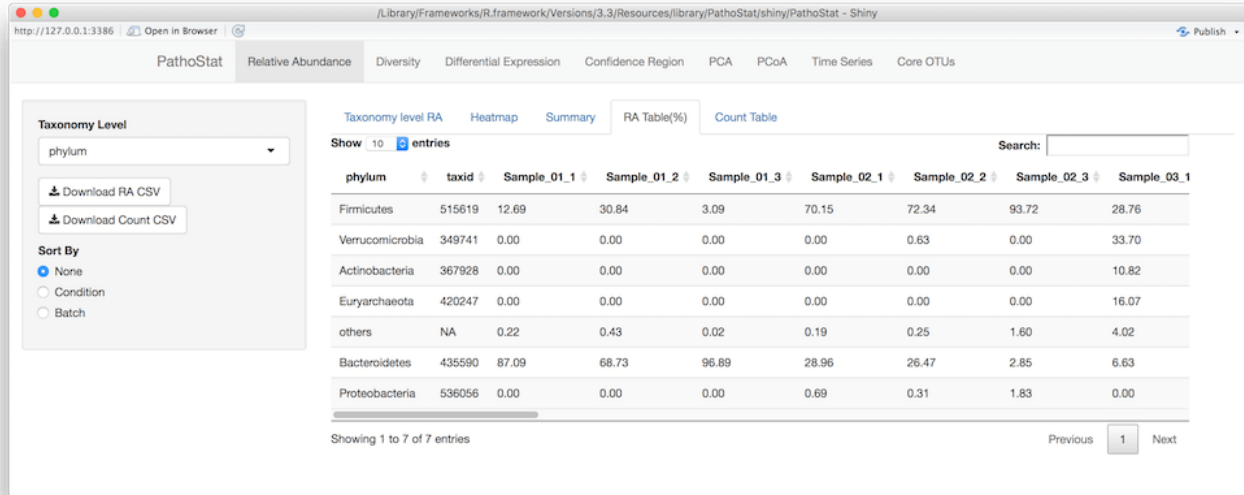 /Library/Frameworks/R.framework/Versions/3.3/Resources/library/PathoStat/shiny/PathoStat - Shiny
http://127.0.0.1:3386 Open in Browser Publish
PathoStat Relative Abundance Diversity Differential Expression Confidence Region PCA PCoA Time Series Core OTUs
Taxonomy Level
phylum
Download RA CSV
Download Count CSV
Sort By
None
Condition
Batch
Taxonomy level RA Heatmap Summary RA Table(%) Count Table
Show 10 entries Search:
phylum taxid Sample_01_1 Sample_01_2 Sample_01_3 Sample_02_1 Sample_02_2 Sample_02_3 Sample_03_1
Firmicutes 515619 12.69 30.84 3.09 70.15 72.34 93.72 28.76
Verrucomicrobia 349741 0.00 0.00 0.00 0.00 0.63 0.00 33.70
Actinobacteria 367928 0.00 0.00 0.00 0.00 0.00 0.00 10.82
Euryarchaeota 420247 0.00 0.00 0.00 0.00 0.00 0.00 16.07
others NA 0.22 0.43 0.02 0.19 0.25 1.60 4.02
Bacteroidetes 435590 87.09 68.73 96.89 28.96 26.47 2.85 6.63
Proteobacteria 536056 0.00 0.00 0.00 0.69 0.31 1.83 0.00
Showing 1 to 7 of 7 entries Previous 1 Next